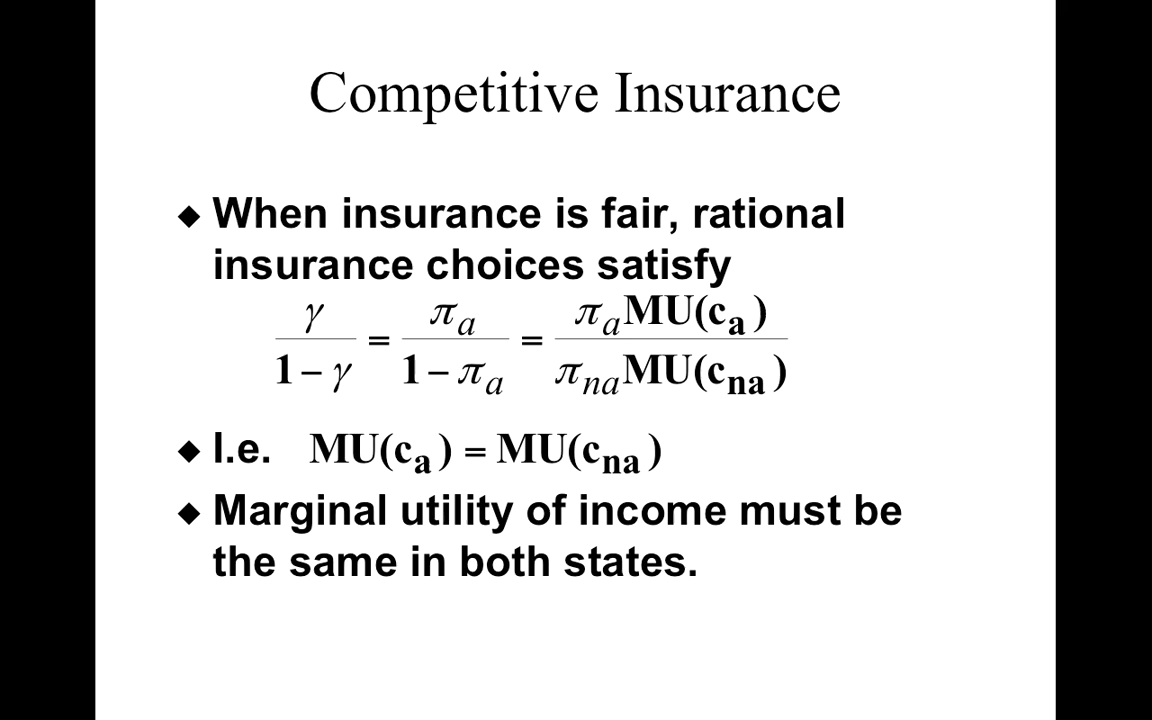 Competitive Insurance
◆ When insurance is fair, rational
insurance choices satisfy
γ / (1 − γ) = π_a / (1 − π_a) = π_a MU(c_a) / (π_na MU(c_na))
◆ I.e. MU(c_a) = MU(c_na)
◆ Marginal utility of income must be
the same in both states.